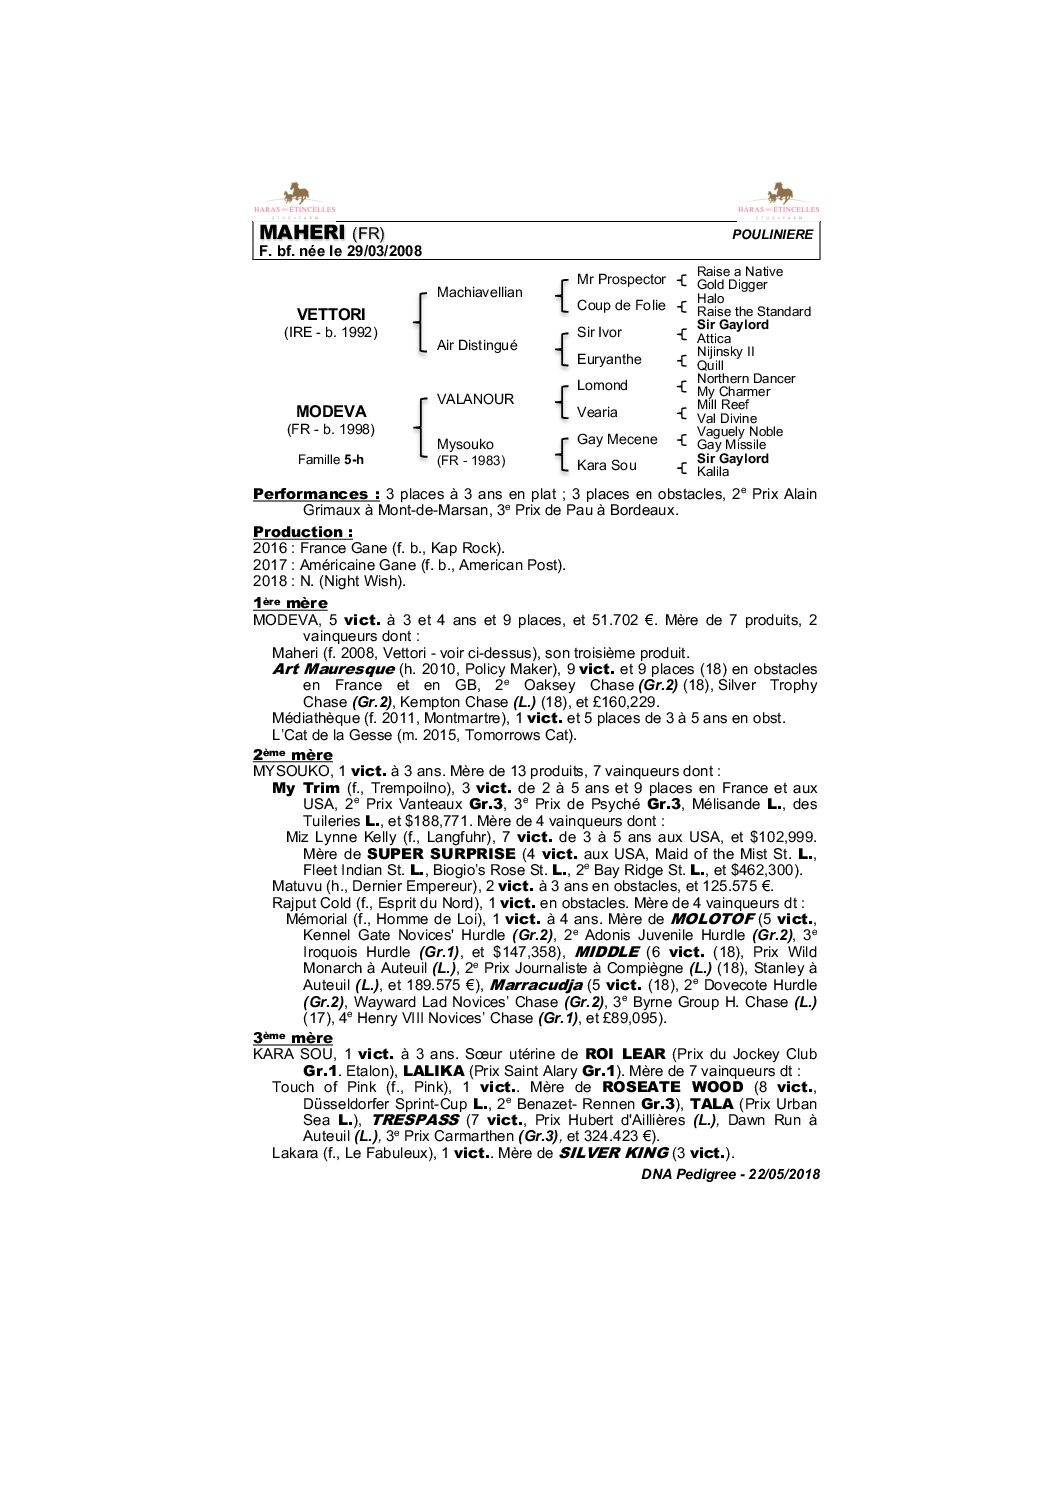 HARAS DES ÉTINCELLES
STUDFARM
HARAS DES ÉTINCELLES
STUDFARM
MAHERI (FR)
POULINIERE
F. bf. née le 29/03/2008
VETTORI
(IRE - b. 1992)
Machiavellian
Air Distingué
Mr Prospector
Coup de Folie
Sir Ivor
Euryanthe
Raise a Native
Gold Digger
Halo
Raise the Standard
Sir Gaylord
Attica
Nijinsky II
Quill
MODEVA
(FR - b. 1998)
Famille 5-h
VALANOUR
Mysouko
(FR - 1983)
Lomond
Vearia
Gay Mecene
Kara Sou
Northern Dancer
My Charmer
Mill Reef
Val Divine
Vaguely Noble
Gay Missile
Sir Gaylord
Kalila
Performances : 3 places à 3 ans en plat ; 3 places en obstacles, 2e Prix Alain
Grimaux à Mont-de-Marsan, 3e Prix de Pau à Bordeaux.
Production :
2016 : France Gane (f. b., Kap Rock).
2017 : Américaine Gane (f. b., American Post).
2018 : N. (Night Wish).
1ère mère
MODEVA, 5 vict. à 3 et 4 ans et 9 places, et 51.702 €. Mère de 7 produits, 2
vainqueurs dont :
Maheri (f. 2008, Vettori - voir ci-dessus), son troisième produit.
Art Mauresque (h. 2010, Policy Maker), 9 vict. et 9 places (18) en obstacles
en France et en GB, 2e Oaksey Chase (Gr.2) (18), Silver Trophy
Chase (Gr.2), Kempton Chase (L.) (18), et £160,229.
Médiathèque (f. 2011, Montmartre), 1 vict. et 5 places de 3 à 5 ans en obst.
L'Cat de la Gesse (m. 2015, Tomorrows Cat).
2ème mère
MYSOUKO, 1 vict. à 3 ans. Mère de 13 produits, 7 vainqueurs dont :
My Trim (f., Trempoilno), 3 vict. de 2 à 5 ans et 9 places en France et aux
USA, 2e Prix Vanteaux Gr.3, 3e Prix de Psyché Gr.3, Mélisande L., des
Tuileries L., et $188,771. Mère de 4 vainqueurs dont :
Miz Lynne Kelly (f., Langfuhr), 7 vict. de 3 à 5 ans aux USA, et $102,999.
Mère de SUPER SURPRISE (4 vict. aux USA, Maid of the Mist St. L.,
Fleet Indian St. L., Biogio's Rose St. L., 2e Bay Ridge St. L., et $462,300).
Matuvu (h., Dernier Empereur), 2 vict. à 3 ans en obstacles, et 125.575 €.
Rajput Cold (f., Esprit du Nord), 1 vict. en obstacles. Mère de 4 vainqueurs dt :
Mémorial (f., Homme de Loi), 1 vict. à 4 ans. Mère de MOLOTOF (5 vict.,
Kennel Gate Novices' Hurdle (Gr.2), 2e Adonis Juvenile Hurdle (Gr.2), 3e
Iroquois Hurdle (Gr.1), et $147,358), MIDDLE (6 vict. (18), Prix Wild
Monarch à Auteuil (L.), 2e Prix Journaliste à Compiègne (L.) (18), Stanley à
Auteuil (L.), et 189.575 €), Marracudja (5 vict. (18), 2e Dovecote Hurdle
(Gr.2), Wayward Lad Novices' Chase (Gr.2), 3e Byrne Group H. Chase (L.)
(17), 4e Henry VIII Novices' Chase (Gr.1), et £89,095).
3ème mère
KARA SOU, 1 vict. à 3 ans. Sœur utérine de ROI LEAR (Prix du Jockey Club
Gr.1. Etalon), LALIKA (Prix Saint Alary Gr.1). Mère de 7 vainqueurs dt :
Touch of Pink (f., Pink), 1 vict.. Mère de ROSEATE WOOD (8 vict.,
Düsseldorfer Sprint-Cup L., 2e Benazet- Rennen Gr.3), TALA (Prix Urban
Sea L.), TRESPASS (7 vict., Prix Hubert d'Aillières (L.), Dawn Run à
Auteuil (L.), 3e Prix Carmarthen (Gr.3), et 324.423 €).
Lakara (f., Le Fabuleux), 1 vict.. Mère de SILVER KING (3 vict.).
DNA Pedigree - 22/05/2018